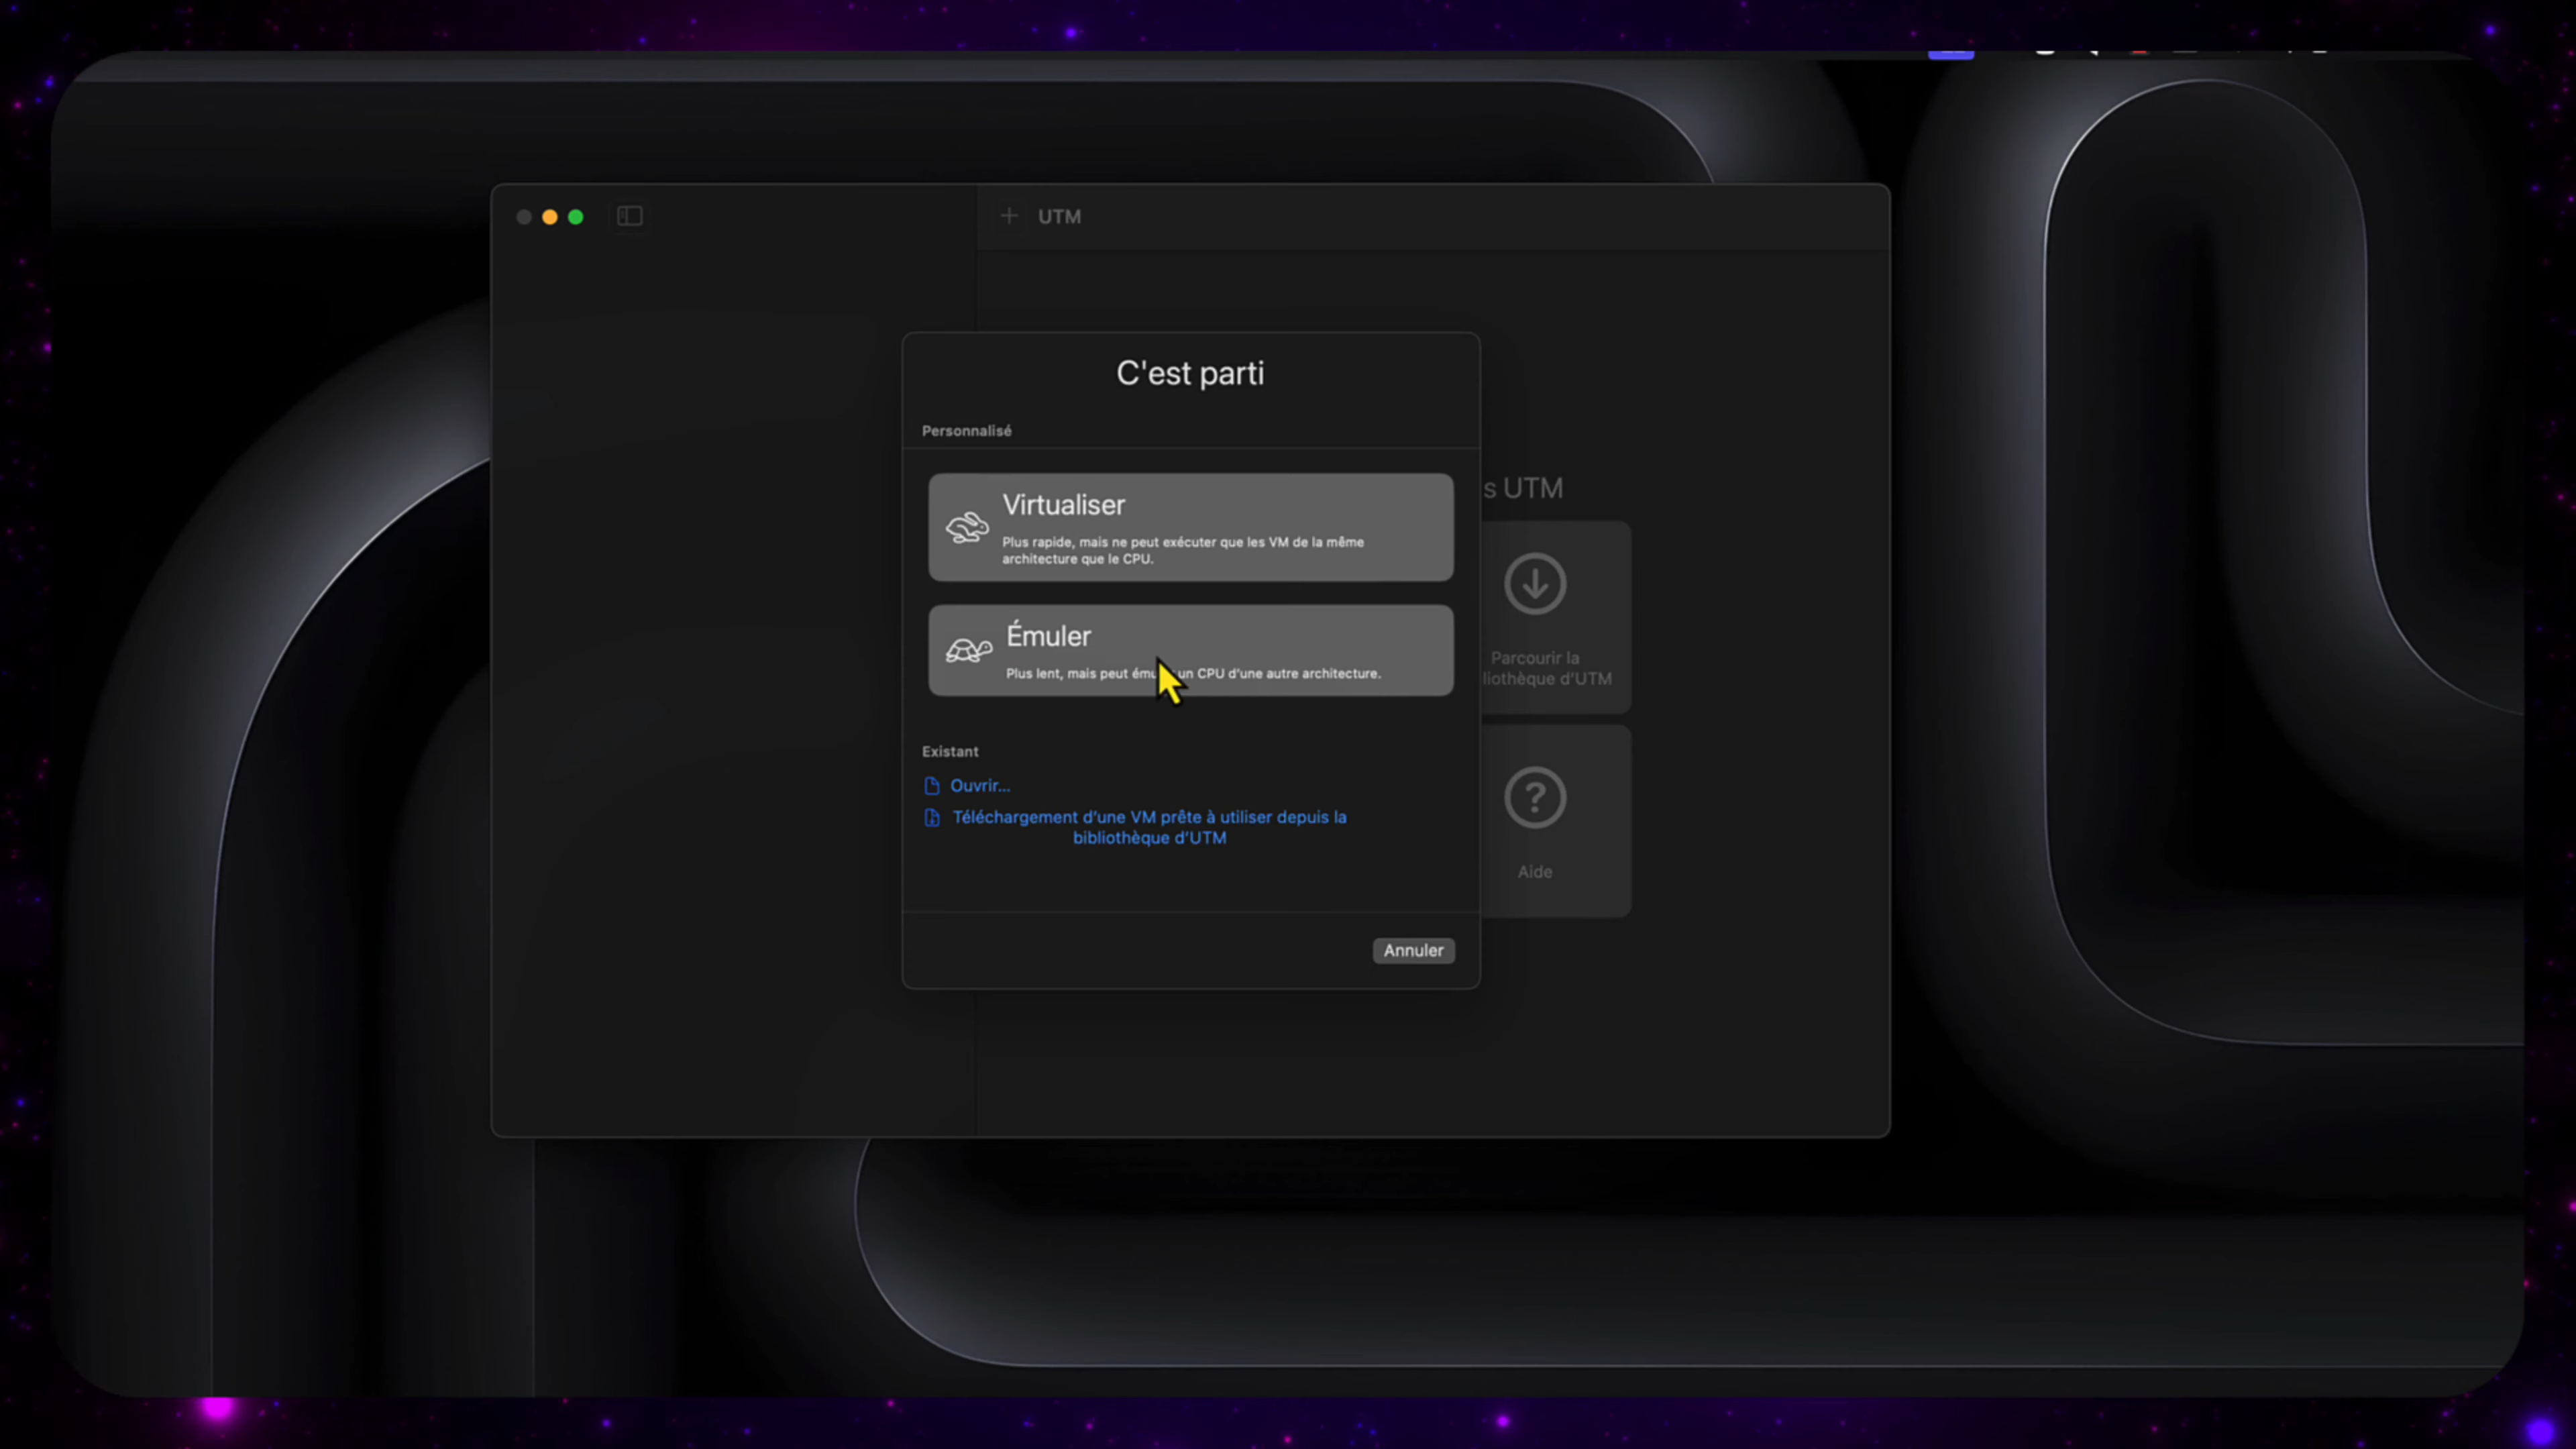 UTM
C'est parti
Personnalisé
Virtualiser
Plus rapide, mais ne peut exécuter que les VM de la même
architecture que le CPU.
Émuler
Plus lent, mais peut ému un CPU d’une autre architecture.
Existant
Ouvrir...
Téléchargement d’une VM prête à utiliser depuis la
bibliothèque d’UTM
Annuler
s UTM
Parcourir la
liothèque d’UTM
Aide